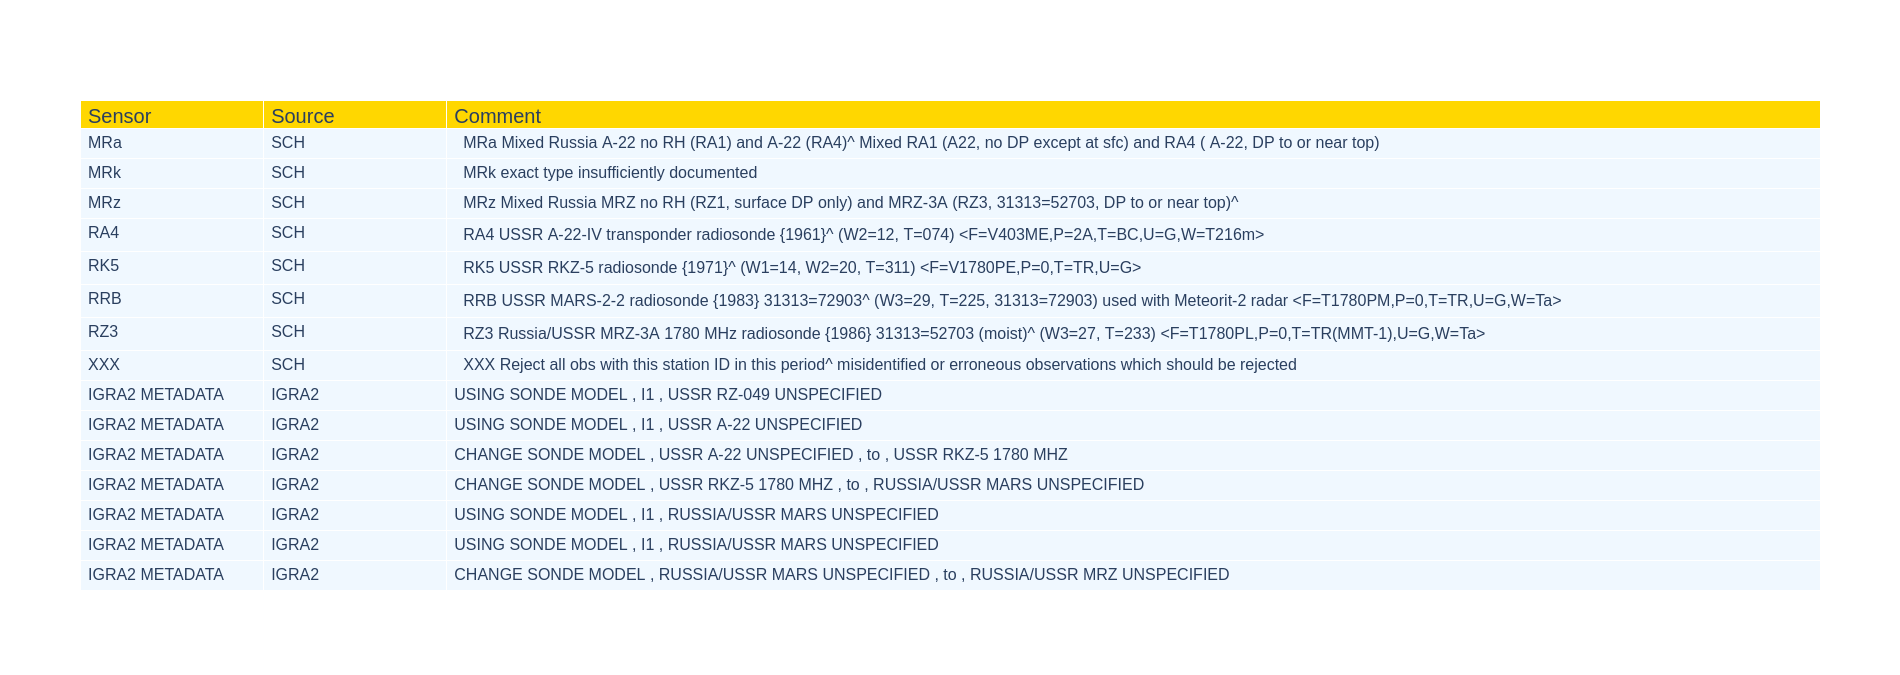 Sensor Source Comment
MRa SCH MRa Mixed Russia A-22 no RH (RA1) and A-22 (RA4)^ Mixed RA1 (A22, no DP except at sfc) and RA4 ( A-22, DP to or near top)
MRk SCH MRk exact type insufficiently documented
MRz SCH MRz Mixed Russia MRZ no RH (RZ1, surface DP only) and MRZ-3A (RZ3, 31313=52703, DP to or near top)^
RA4 SCH RA4 USSR A-22-IV transponder radiosonde {1961}^ (W2=12, T=074) <F=V403ME,P=2A,T=BC,U=G,W=T216m>
RK5 SCH RK5 USSR RKZ-5 radiosonde {1971}^ (W1=14, W2=20, T=311) <F=V1780PE,P=0,T=TR,U=G>
RRB SCH RRB USSR MARS-2-2 radiosonde {1983} 31313=72903^ (W3=29, T=225, 31313=72903) used with Meteorit-2 radar <F=T1780PM,P=0,T=TR,U=G,W=Ta>
RZ3 SCH RZ3 Russia/USSR MRZ-3A 1780 MHz radiosonde {1986} 31313=52703 (moist)^ (W3=27, T=233) <F=T1780PL,P=0,T=TR(MMT-1),U=G,W=Ta>
XXX SCH XXX Reject all obs with this station ID in this period^ misidentified or erroneous observations which should be rejected
IGRA2 METADATA IGRA2 USING SONDE MODEL , I1 , USSR RZ-049 UNSPECIFIED
IGRA2 METADATA IGRA2 USING SONDE MODEL , I1 , USSR A-22 UNSPECIFIED
IGRA2 METADATA IGRA2 CHANGE SONDE MODEL , USSR A-22 UNSPECIFIED , to , USSR RKZ-5 1780 MHZ
IGRA2 METADATA IGRA2 CHANGE SONDE MODEL , USSR RKZ-5 1780 MHZ , to , RUSSIA/USSR MARS UNSPECIFIED
IGRA2 METADATA IGRA2 USING SONDE MODEL , I1 , RUSSIA/USSR MARS UNSPECIFIED
IGRA2 METADATA IGRA2 USING SONDE MODEL , I1 , RUSSIA/USSR MARS UNSPECIFIED
IGRA2 METADATA IGRA2 CHANGE SONDE MODEL , RUSSIA/USSR MARS UNSPECIFIED , to , RUSSIA/USSR MRZ UNSPECIFIED